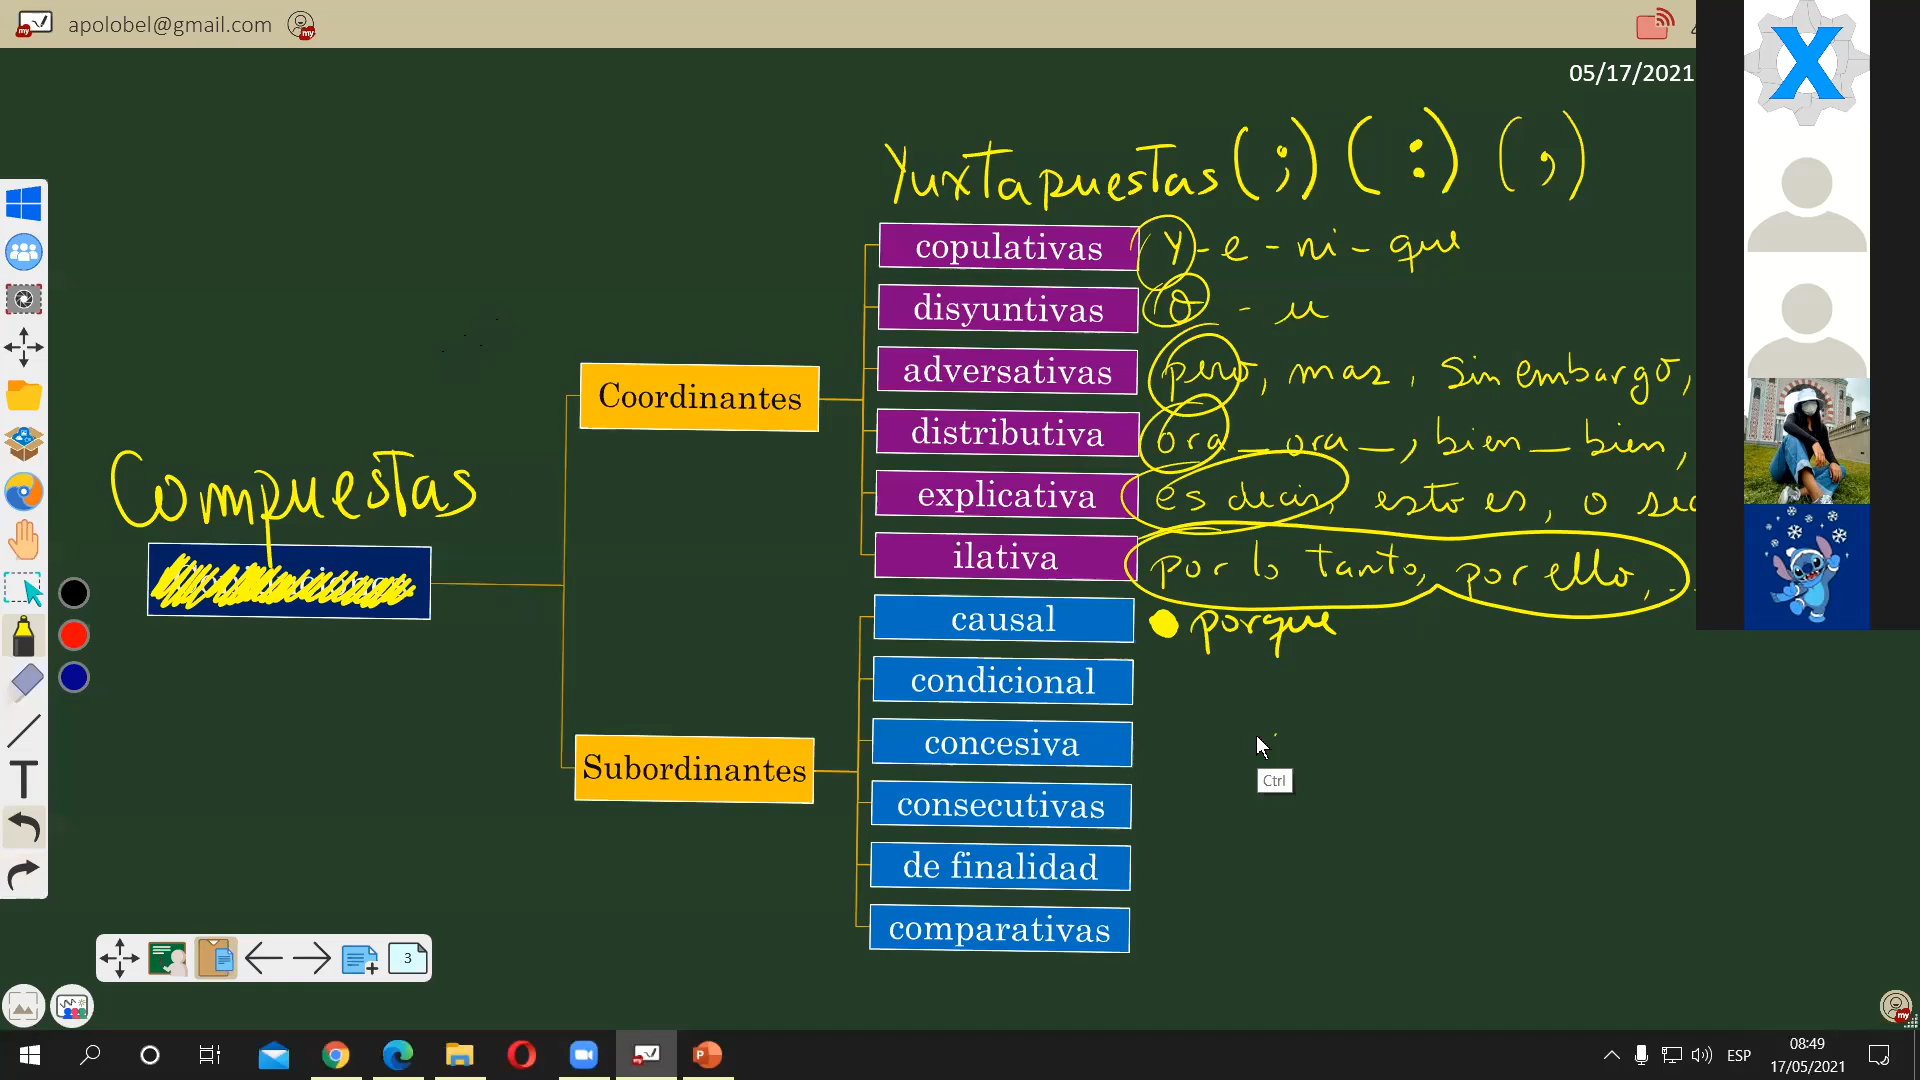 apolobel@gmail.com
05/17/2021
Yuxtapuestas (;) (:) (,)
copulativas y - e - ni - que
disyuntivas o - u
adversativas pero, mas, sin embargo,
Coordinantes
distributiva ora _ ora _, bien _ bien,
Compuestas
explicativa es decir, esto es, o sea
ilativa por lo tanto, por ello, ..
causal porque
condicional
concesiva
Ctrl
Subordinantes
consecutivas
de finalidad
comparativas
3
08:49
ESP
17/05/2021